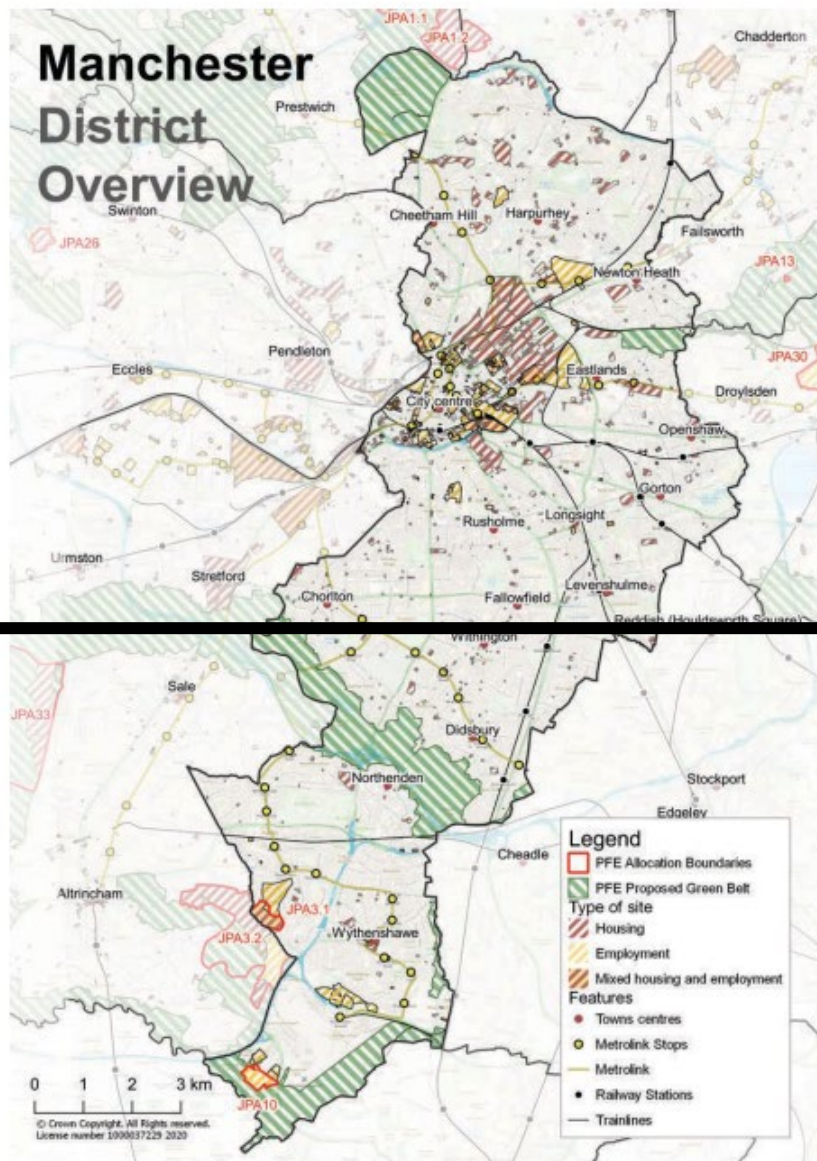 Manchester
District
Overview
JPA1.1
JPA1.2
Chadderton
Prestwich
Swinton
Cheetham Hill
Harpurhey
Failsworth
JPA26
JPA13
Newton Heath
Pendleton
Eccles
Eastlands
JPA30
City centre
Droylsden
Openshaw
Gorton
Rusholme
Longsight
Urmston
Stretford
Chorlton
Fallowfield
Levenshulme
Reddish (Houldsworth Square)
Withington
Sale
JPA33
Didsbury
Northenden
Stockport
Edgeley
Cheadle
Altrincham
JPA3.1
JPA3.2
Wythenshawe
JPA10
Legend
PFE Allocation Boundaries
PFE Proposed Green Belt
Type of site
Housing
Employment
Mixed housing and employment
Features
Towns centres
Metrolink Stops
Metrolink
Railway Stations
Trainlines
0 1 2 3 km
© Crown Copyright. All Rights reserved.
License number 1000037229 2020